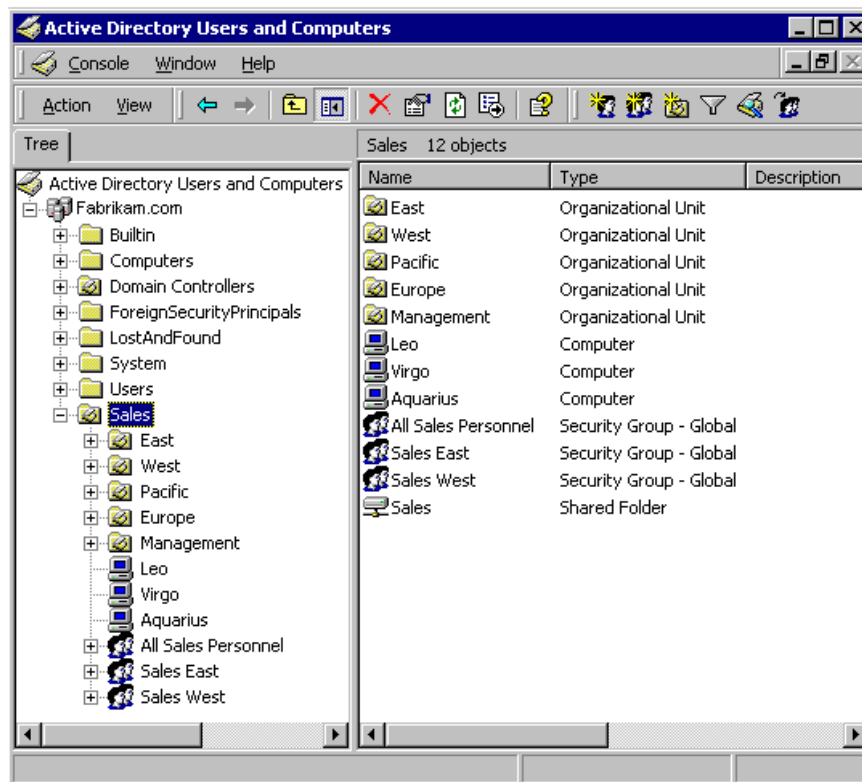 Active Directory Users and Computers
Console Window Help
Action View
Tree
Sales 12 objects
Active Directory Users and Computers
Fabrikam.com
Builtin
Computers
Domain Controllers
ForeignSecurityPrincipals
LostAndFound
System
Users
Sales
East
West
Pacific
Europe
Management
Leo
Virgo
Aquarius
All Sales Personnel
Sales East
Sales West
Name Type Description
East Organizational Unit
West Organizational Unit
Pacific Organizational Unit
Europe Organizational Unit
Management Organizational Unit
Leo Computer
Virgo Computer
Aquarius Computer
All Sales Personnel Security Group - Global
Sales East Security Group - Global
Sales West Security Group - Global
Sales Shared Folder